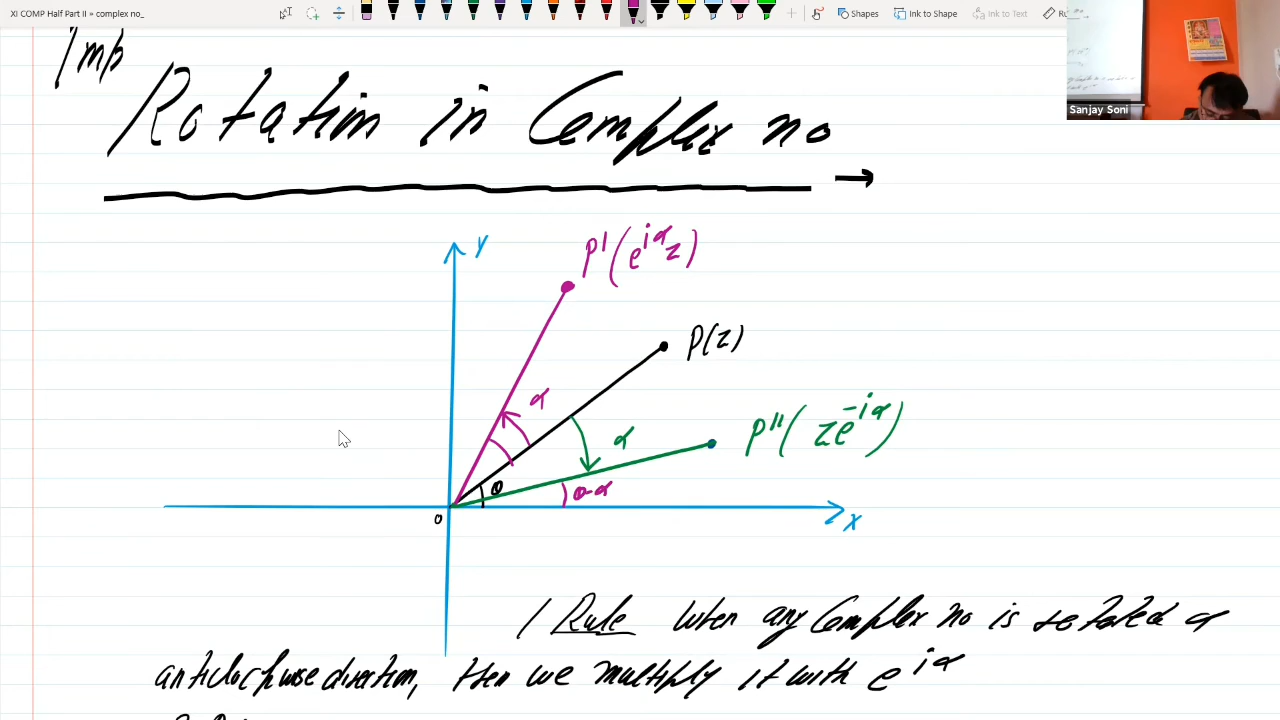 XI COMP Half Part II » complex no_
Shapes
Ink to Shape
Ink to Text
Sanjay Soni
Imp
Rotation in Complex no
y
P'(e^{iα}z)
P(z)
α
α
P''(ze^{-iα})
θ
θ-α
0
x
1 Rule When any Complex no is rotated α
anticlockwise direction, then we multiply it with e^{iα}